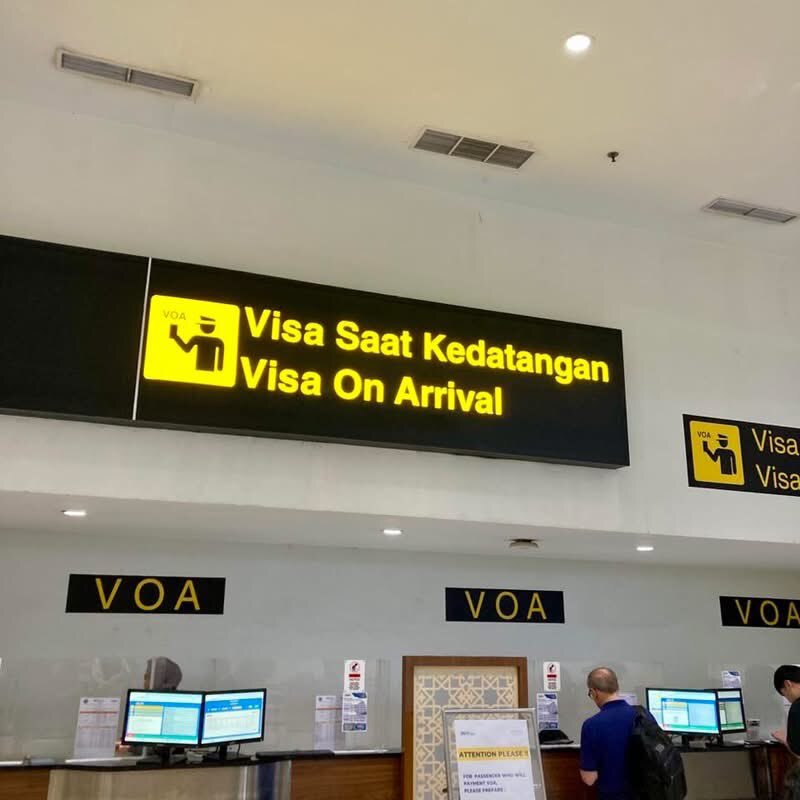 VOA
Visa Saat Kedatangan
Visa On Arrival
VOA
Visa
Visa
VOA
VOA
VOA
ATTENTION PLEASE !!
FOR PASSENGER WHO WILL
PAYMENT VOA,
PLEASE PREPARE :